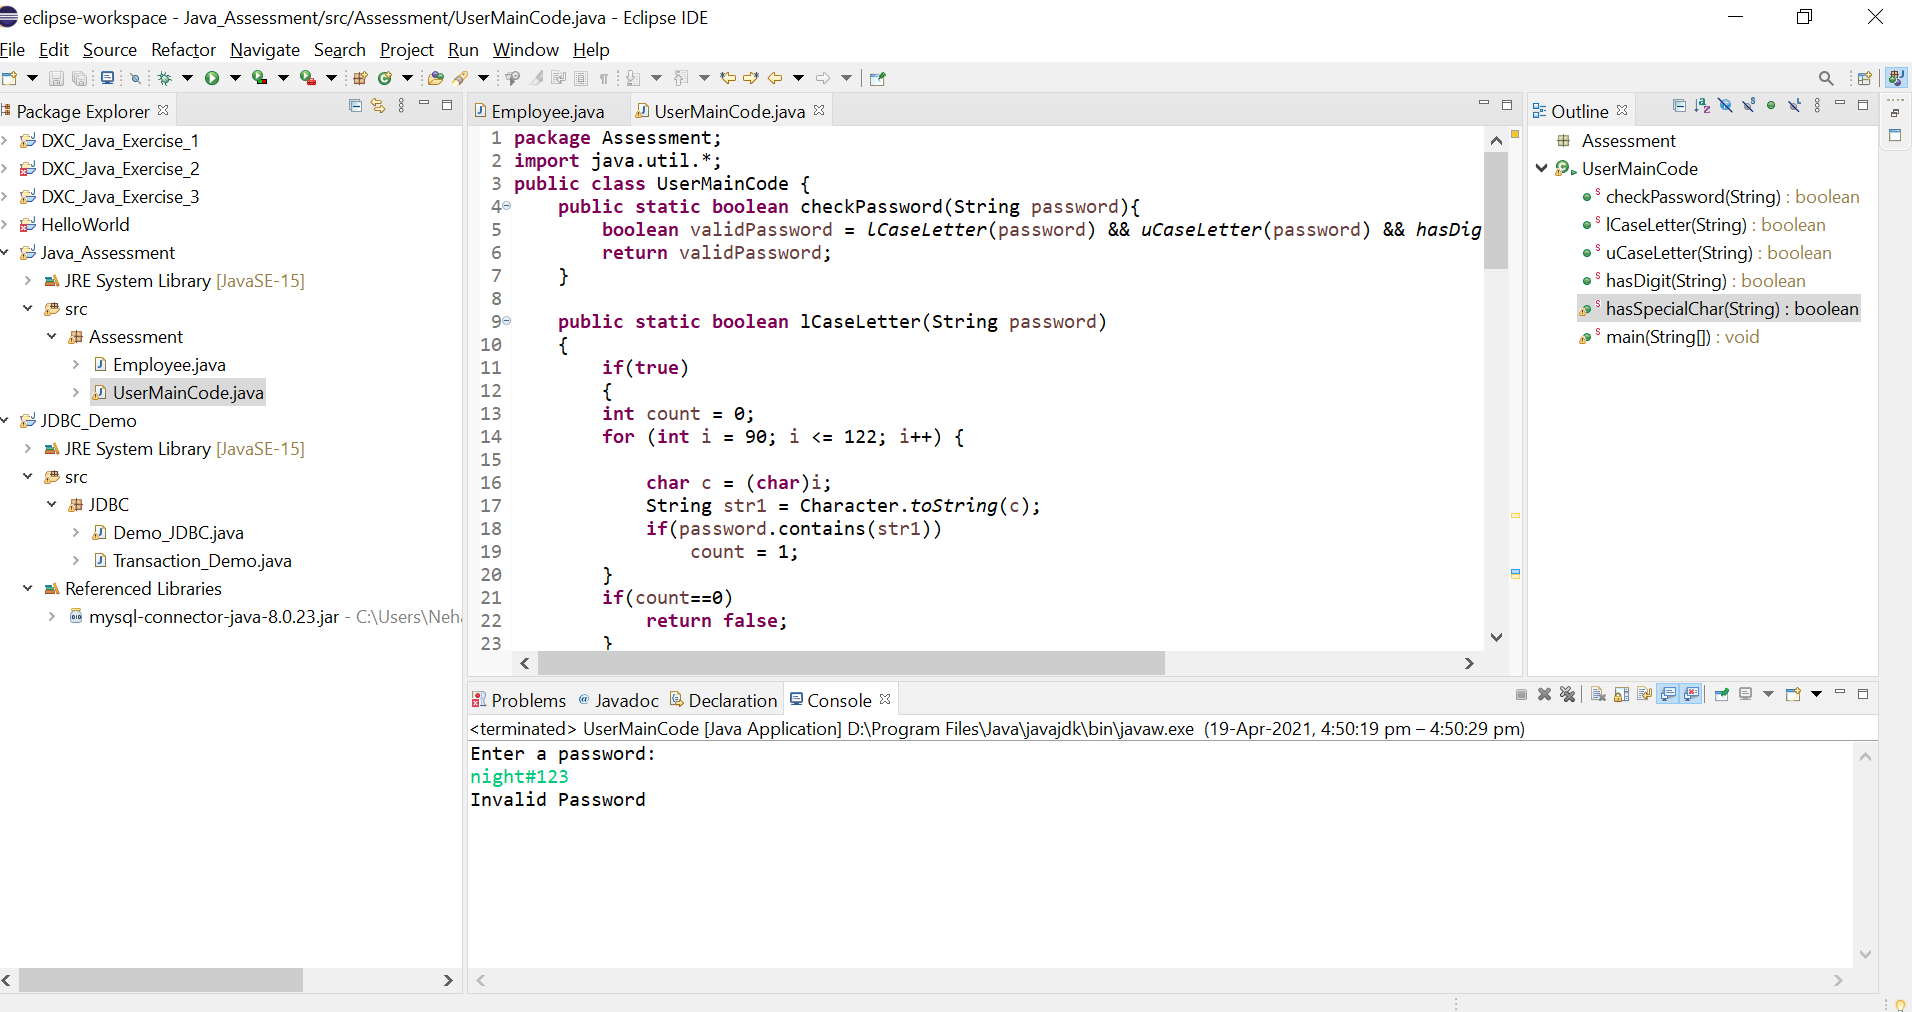 eclipse-workspace - Java_Assessment/src/Assessment/UserMainCode.java - Eclipse IDE
File Edit Source Refactor Navigate Search Project Run Window Help
Package Explorer
DXC_Java_Exercise_1
DXC_Java_Exercise_2
DXC_Java_Exercise_3
HelloWorld
Java_Assessment
JRE System Library [JavaSE-15]
src
Assessment
Employee.java
UserMainCode.java
JDBC_Demo
JRE System Library [JavaSE-15]
src
JDBC
Demo_JDBC.java
Transaction_Demo.java
Referenced Libraries
mysql-connector-java-8.0.23.jar - C:\Users\Neh
Employee.java UserMainCode.java
1 package Assessment;
2 import java.util.*;
3 public class UserMainCode {
4 public static boolean checkPassword(String password){
5 boolean validPassword = lCaseLetter(password) && uCaseLetter(password) && hasDig
6 return validPassword;
7 }
8
9 public static boolean lCaseLetter(String password)
10 {
11 if(true)
12 {
13 int count = 0;
14 for (int i = 90; i <= 122; i++) {
15
16 char c = (char)i;
17 String str1 = Character.toString(c);
18 if(password.contains(str1))
19 count = 1;
20 }
21 if(count==0)
22 return false;
23 }
Outline
Assessment
UserMainCode
checkPassword(String) : boolean
lCaseLetter(String) : boolean
uCaseLetter(String) : boolean
hasDigit(String) : boolean
hasSpecialChar(String) : boolean
main(String[]) : void
Problems @ Javadoc Declaration Console
<terminated> UserMainCode [Java Application] D:\Program Files\Java\javajdk\bin\javaw.exe (19-Apr-2021, 4:50:19 pm – 4:50:29 pm)
Enter a password:
night#123
Invalid Password